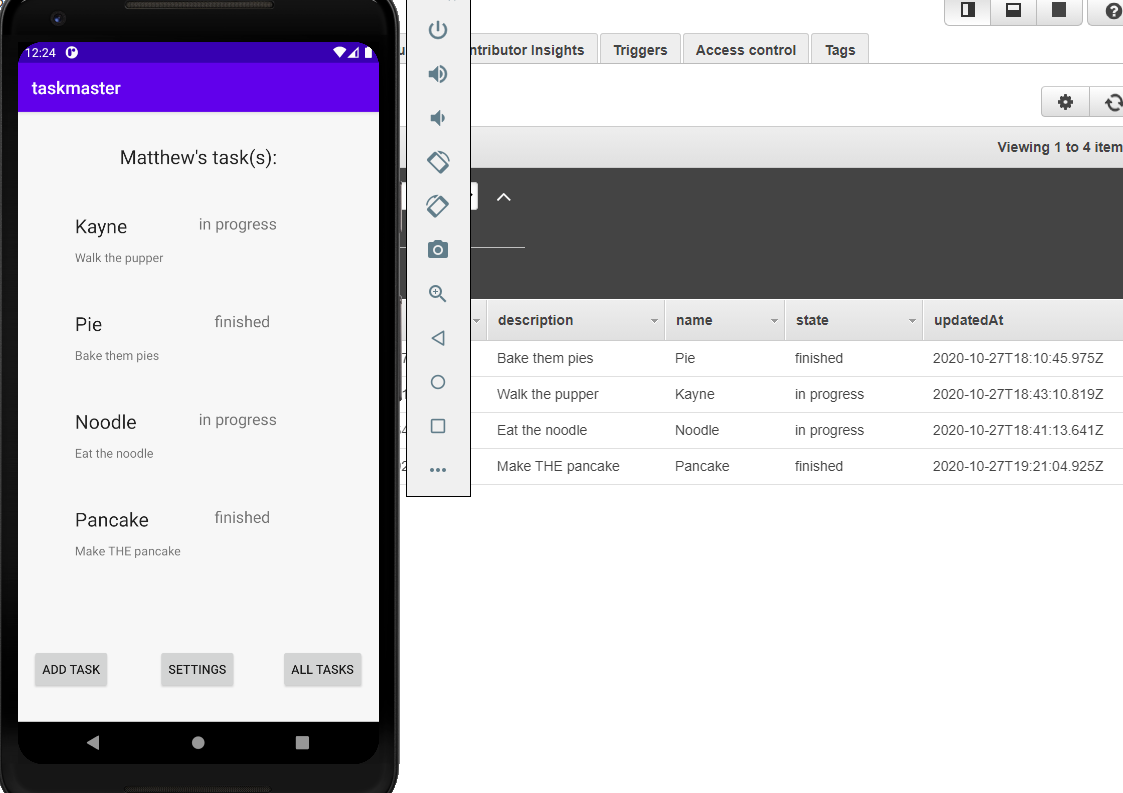 12:24
taskmaster
Matthew's task(s):
Kayne in progress
Walk the pupper
Pie finished
Bake them pies
Noodle in progress
Eat the noodle
Pancake finished
Make THE pancake
ADD TASK SETTINGS ALL TASKS
Insights Triggers Access control Tags
Viewing 1 to 4
description name state updatedAt
Bake them pies Pie finished 2020-10-27T18:10:45.975Z
Walk the pupper Kayne in progress 2020-10-27T18:43:10.819Z
Eat the noodle Noodle in progress 2020-10-27T18:41:13.641Z
Make THE pancake Pancake finished 2020-10-27T19:21:04.925Z